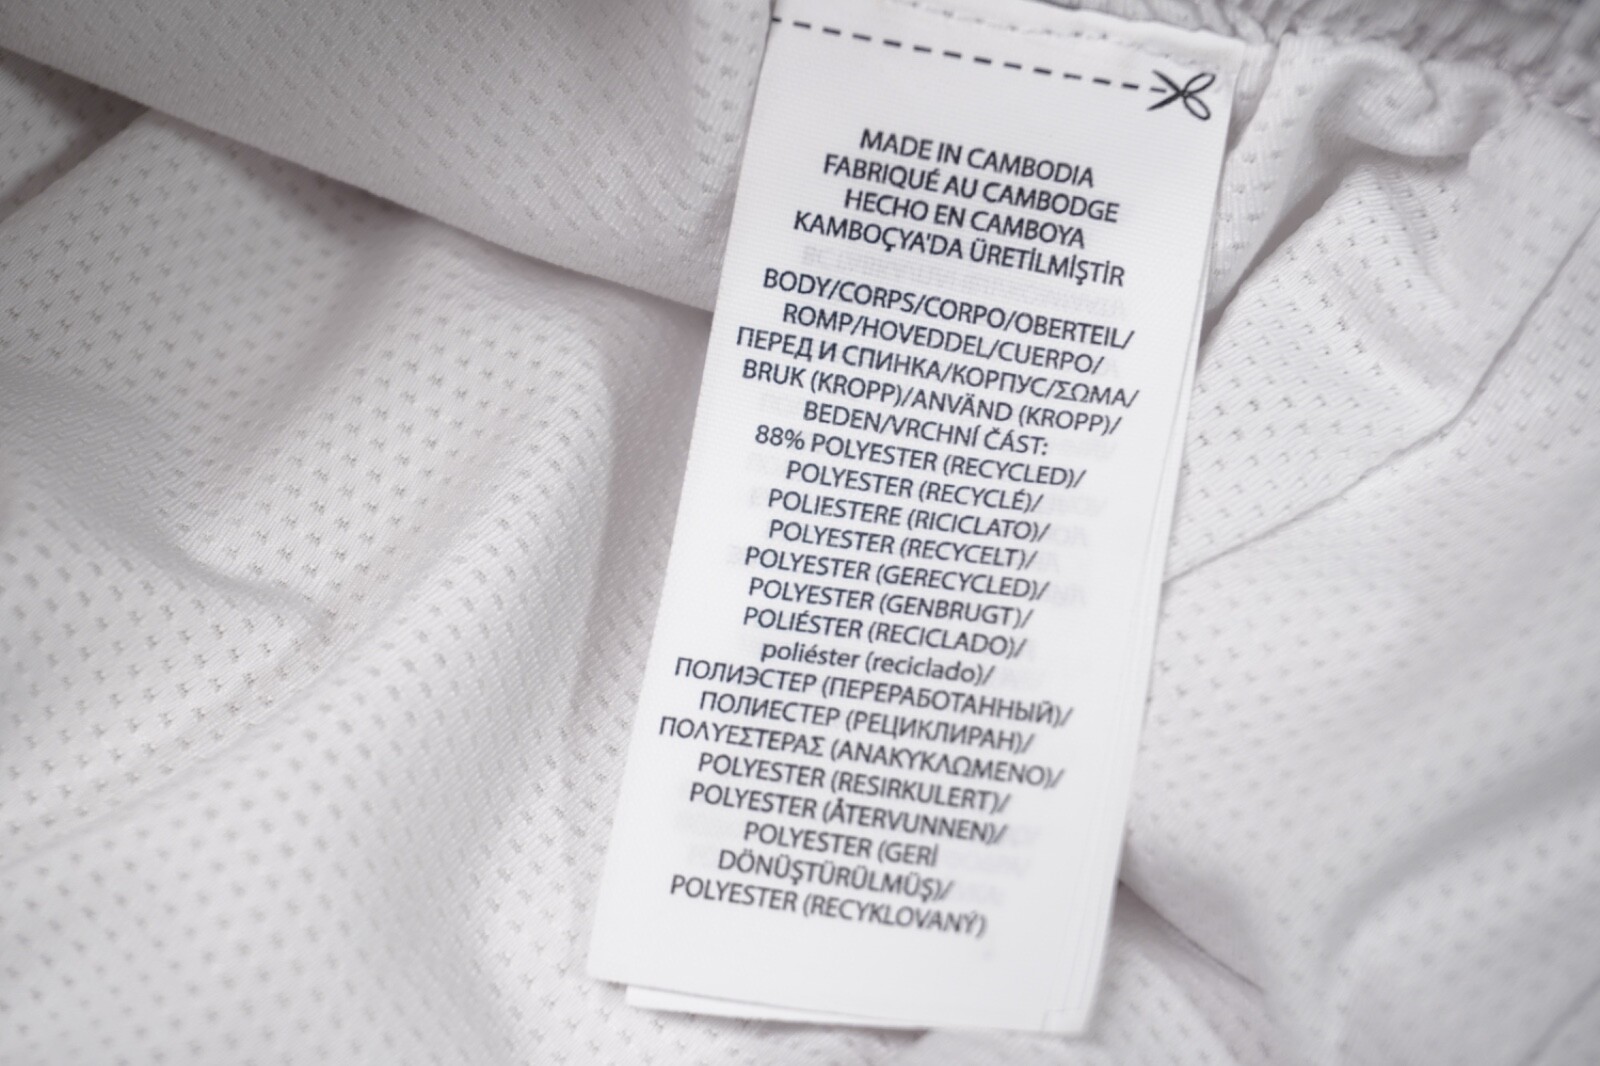 MADE IN CAMBODIA
FABRIQUÉ AU CAMBODGE
HECHO EN CAMBOYA
KAMBOÇYA'DA ÜRETİLMİŞTİR
BODY/CORPS/CORPO/OBERTEIL/
ROMP/HOVEDDEL/CUERPO/
ПЕРЕД И СПИНКА/КОРПУС/ΣΩΜΑ/
BRUK (KROPP)/ANVÄND (KROPP)/
BEDEN/VRCHNÍ ČÁST:
88% POLYESTER (RECYCLED)/
POLYESTER (RECYCLÉ)/
POLIESTERE (RICICLATO)/
POLYESTER (RECYCELT)/
POLYESTER (GERECYCLED)/
POLYESTER (GENBRUGT)/
POLIÉSTER (RECICLADO)/
poliéster (reciclado)/
ПОЛИЭСТЕР (ПЕРЕРАБОТАННЫЙ)/
ПОЛИЕСТЕР (РЕЦИКЛИРАН)/
ΠΟΛΥΕΣΤΕΡΑΣ (ΑΝΑΚΥΚΛΩΜΕΝΟ)/
POLYESTER (RESIRKULERT)/
POLYESTER (ÅTERVUNNEN)/
POLYESTER (GERİ
DÖNÜŞTÜRÜLMÜŞ)/
POLYESTER (RECYKLOVANÝ)